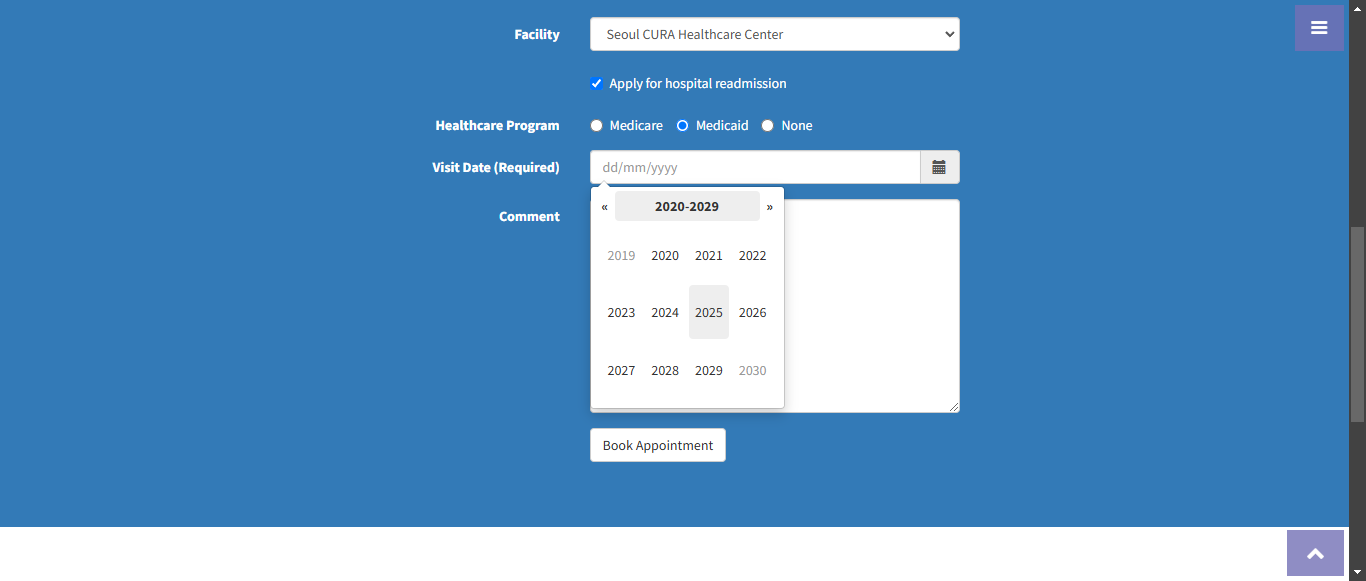 Facility
Seoul CURA Healthcare Center
Apply for hospital readmission
Healthcare Program
Medicare Medicaid None
Visit Date (Required)
dd/mm/yyyy
« 2020-2029 »
Comment
2019 2020 2021 2022
2023 2024 2025 2026
2027 2028 2029 2030
Book Appointment